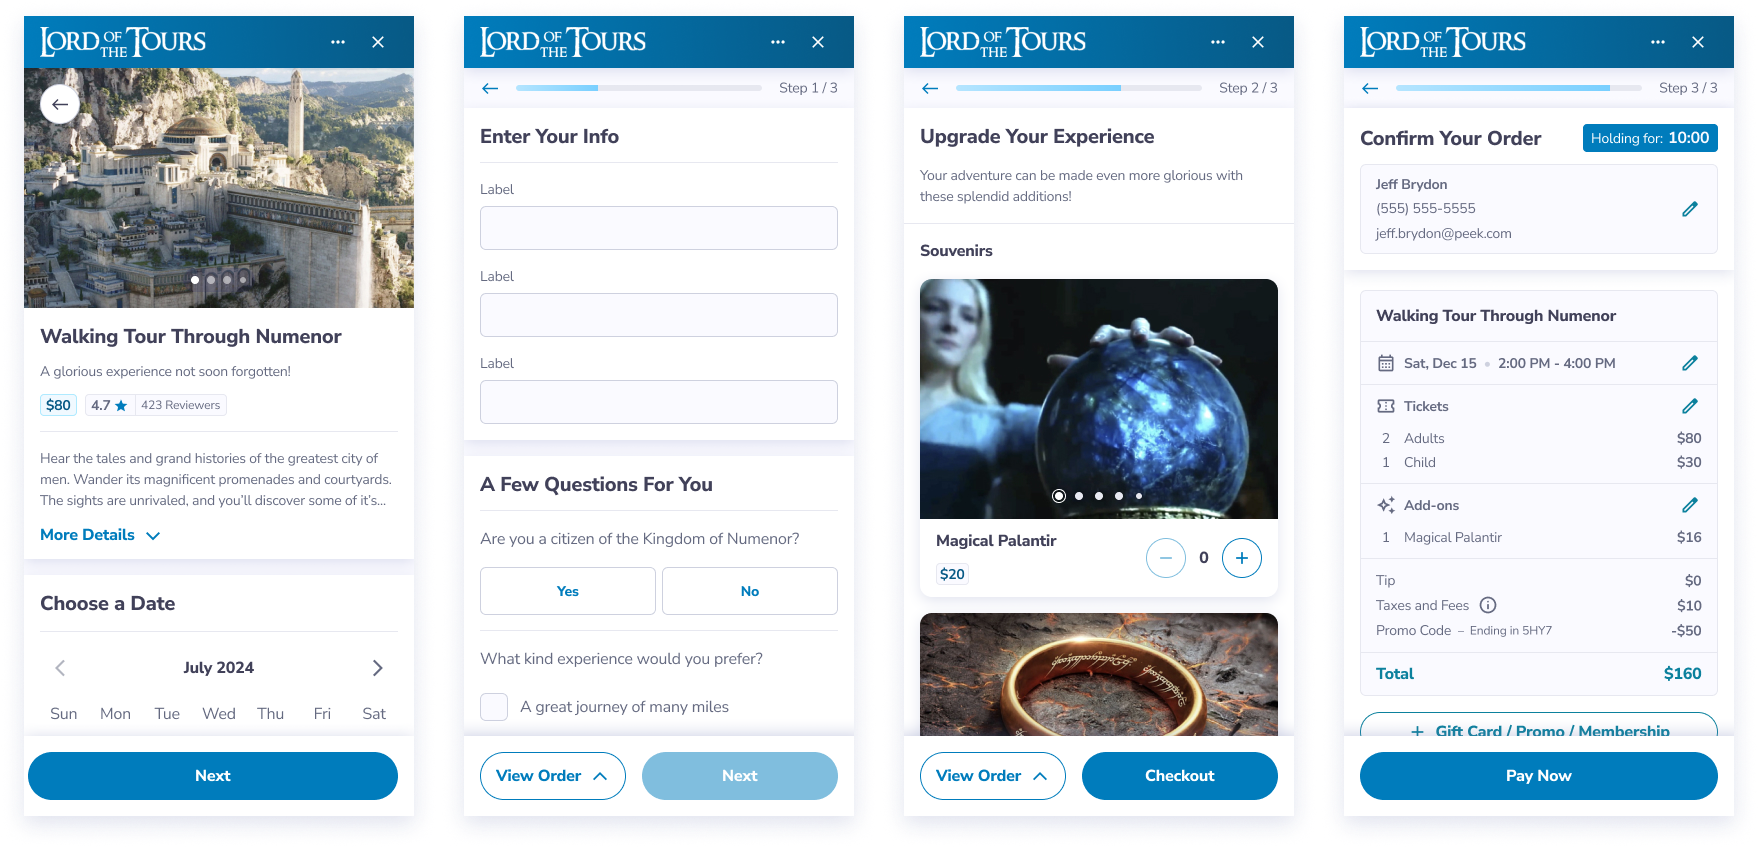 LORD OF THE TOURS
Walking Tour Through Numenor
A glorious experience not soon forgotten!
$80 4.7 423 Reviewers
Hear the tales and grand histories of the greatest city of
men. Wander its magnificent promenades and courtyards.
The sights are unrivaled, and you'll discover some of it's...
More Details
Choose a Date
July 2024
Sun Mon Tue Wed Thu Fri Sat
Next
LORD OF THE TOURS
Step 1 / 3
Enter Your Info
Label
Label
Label
A Few Questions For You
Are you a citizen of the Kingdom of Numenor?
Yes No
What kind experience would you prefer?
A great journey of many miles
View Order Next
LORD OF THE TOURS
Step 2 / 3
Upgrade Your Experience
Your adventure can be made even more glorious with
these splendid additions!
Souvenirs
Magical Palantir
$20
0
View Order Checkout
LORD OF THE TOURS
Step 3 / 3
Confirm Your Order Holding for: 10:00
Jeff Brydon
(555) 555-5555
jeff.brydon@peek.com
Walking Tour Through Numenor
Sat, Dec 15 • 2:00 PM - 4:00 PM
Tickets
2 Adults $80
1 Child $30
Add-ons
1 Magical Palantir $16
Tip $0
Taxes and Fees $10
Promo Code – Ending in 5HY7 -$50
Total $160
+ Gift Card / Promo / Membership
Pay Now